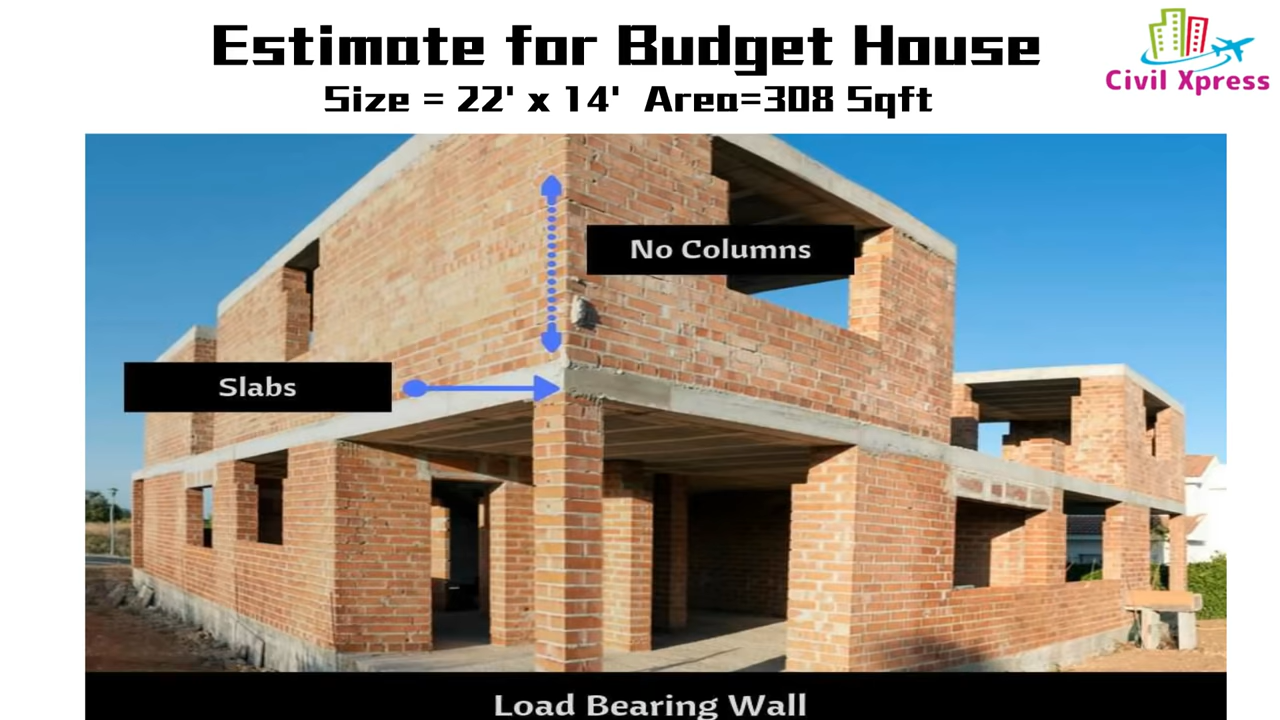 Estimate for Budget House
Size = 22' x 14' Area=308 Sqft
Civil Xpress
No Columns
Slabs
Load Bearing Wall